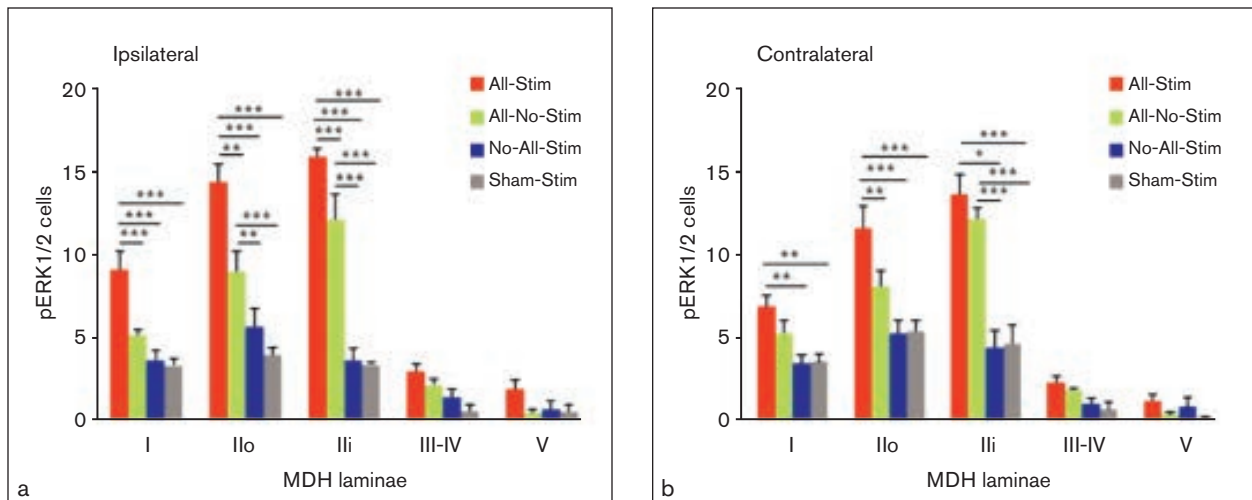 Ipsilateral
All-Stim
All-No-Stim
No-All-Stim
Sham-Stim
20
15
10
5
0
pERK1/2 cells
***
***
***
***
***
**
***
**
***
***
***
***
***
I
IIo
IIi
III-IV
V
MDH laminae
a
Contralateral
All-Stim
All-No-Stim
No-All-Stim
Sham-Stim
20
15
10
5
0
pERK1/2 cells
**
**
***
***
**
***
*
***
***
I
IIo
IIi
III-IV
V
MDH laminae
b